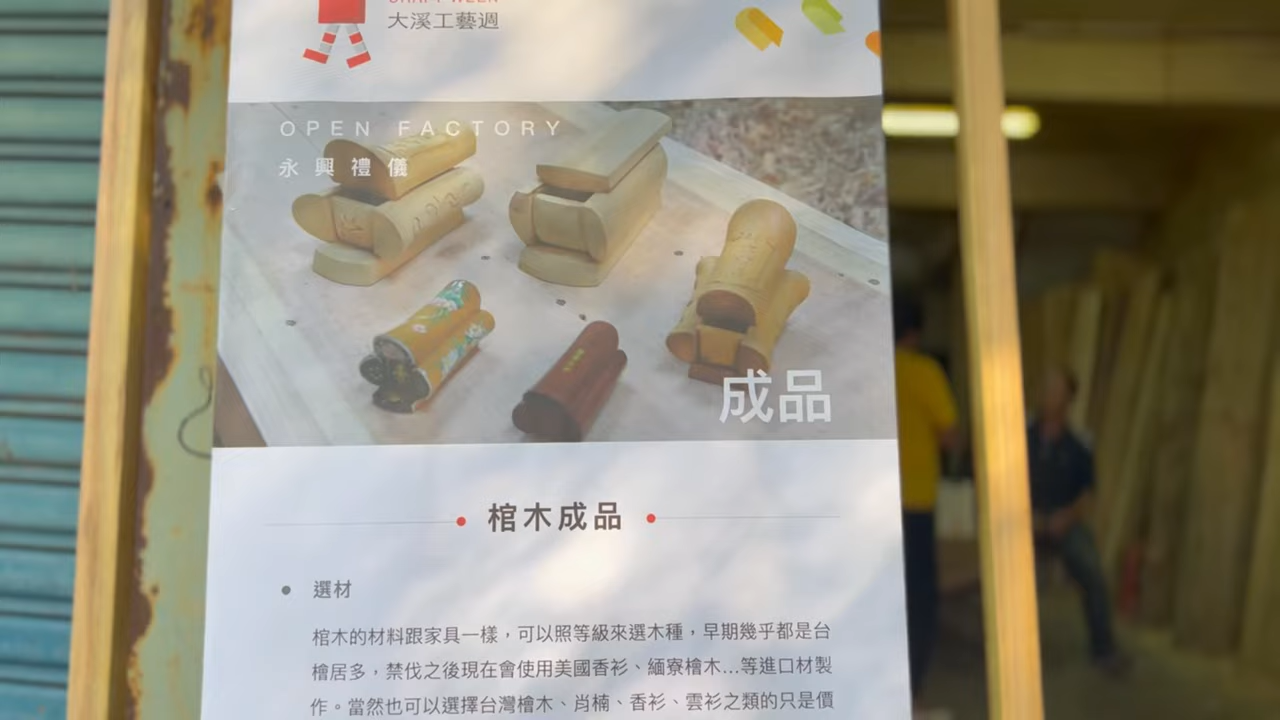 CRAFT WEEK
大溪工藝週
OPEN FACTORY
永興禮儀
成品
棺木成品
選材
棺木的材料跟家具一樣，可以照等級來選木種，早期幾乎都是台
檜居多，禁伐之後現在會使用美國香衫、緬寮檜木...等進口材製
作。當然也可以選擇台灣檜木、肖楠、香衫、雲衫之類的只是價